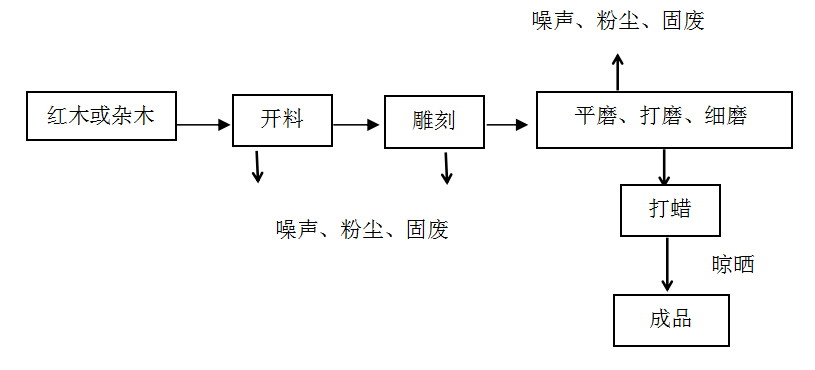 噪声、粉尘、固废
红木或杂木
开料
雕刻
平磨、打磨、细磨
噪声、粉尘、固废
打蜡
晾晒
成品